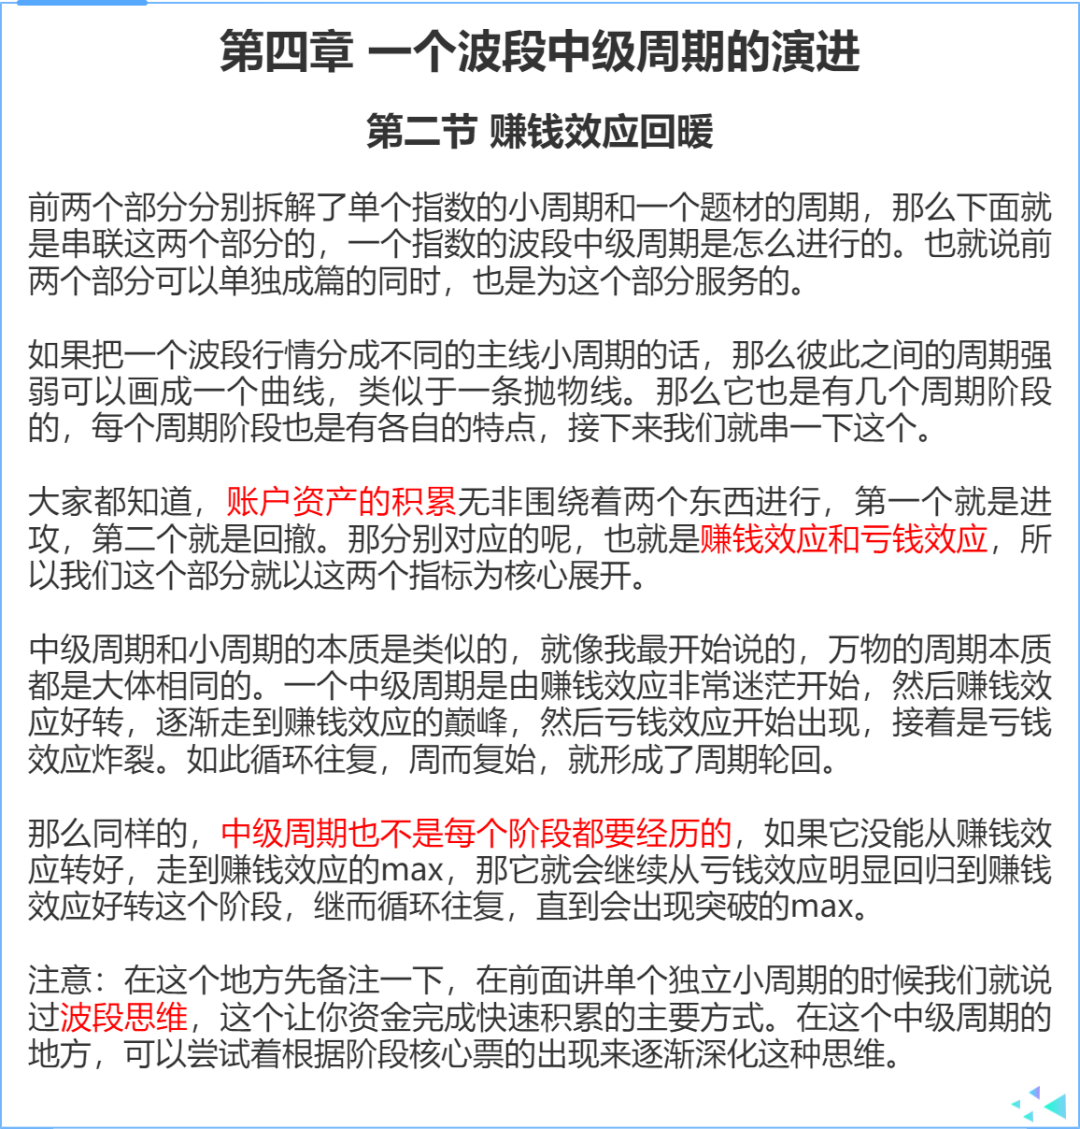 第四章 一个波段中级周期的演进
第二节 赚钱效应回暖
前两个部分分别拆解了单个指数的小周期和一个题材的周期，那么下面就
是串联这两个部分的，一个指数的波段中级周期是怎么进行的。也就说前
两个部分可以单独成篇的同时，也是为这个部分服务的。
如果把一个波段行情分成不同的主线小周期的话，那么彼此之间的周期强
弱可以画成一个曲线，类似于一条抛物线。那么它也是有几个周期阶段
的，每个周期阶段也是有各自的特点，接下来我们就串一下这个。
大家都知道，账户资产的积累无非围绕着两个东西进行，第一个就是进
攻，第二个就是回撤。那分别对应的呢，也就是赚钱效应和亏钱效应，所
以我们这个部分就以这两个指标为核心展开。
中级周期和小周期的本质是类似的，就像我最开始说的，万物的周期本质
都是大体相同的。一个中级周期是由赚钱效应非常迷茫开始，然后赚钱效
应好转，逐渐走到赚钱效应的巅峰，然后亏钱效应开始出现，接着是亏钱
效应炸裂。如此循环往复，周而复始，就形成了周期轮回。
那么同样的，中级周期也不是每个阶段都要经历的，如果它没能从赚钱效
应转好，走到赚钱效应的max，那它就会继续从亏钱效应明显回归到赚钱
效应好转这个阶段，继而循环往复，直到会出现突破的max。
注意：在这个地方先备注一下，在前面讲单个独立小周期的时候我们就说
过波段思维，这个让你资金完成快速积累的主要方式。在这个中级周期的
地方，可以尝试着根据阶段核心票的出现来逐渐深化这种思维。